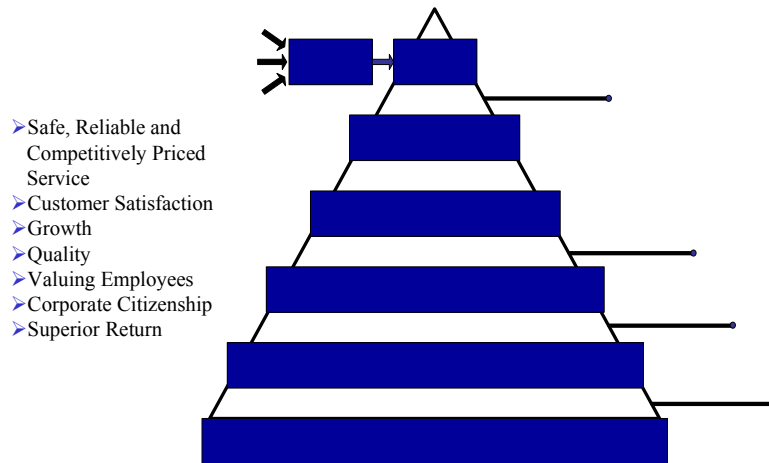 Safe, Reliable and
Competitively Priced
Service
Customer Satisfaction
Growth
Quality
Valuing Employees
Corporate Citizenship
Superior Return